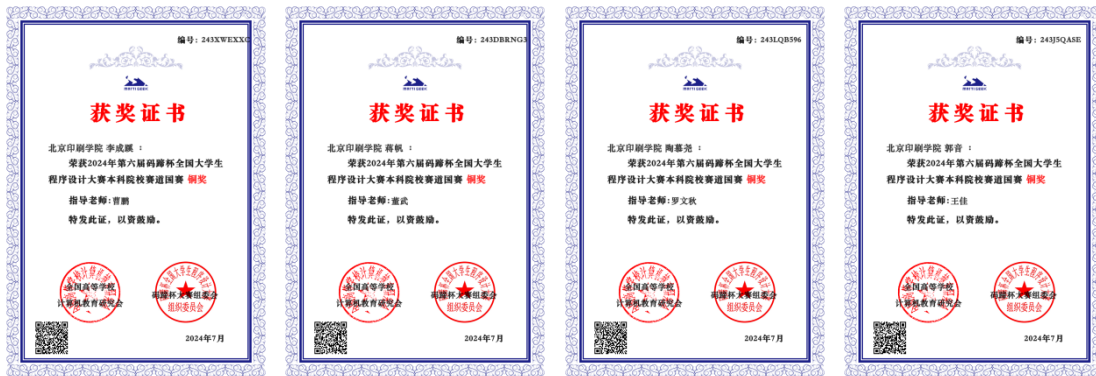 编号：243XWEXXC
获奖证书
北京印刷学院 李成蹊 ：
荣获2024年第六届码蹄杯全国大学生
程序设计大赛本科院校赛道国赛 铜奖
指导老师:曹鹏
特发此证，以资鼓励。
全国高等学校
计算机教育研究会
码蹄杯大赛组委会
组织委员会
2024年7月
编号：243DBRNG3
获奖证书
北京印刷学院 蒋帆 ：
荣获2024年第六届码蹄杯全国大学生
程序设计大赛本科院校赛道国赛 铜奖
指导老师:董武
特发此证，以资鼓励。
全国高等学校
计算机教育研究会
码蹄杯大赛组委会
组织委员会
2024年7月
编号：243LQB596
获奖证书
北京印刷学院 陶慕尧 ：
荣获2024年第六届码蹄杯全国大学生
程序设计大赛本科院校赛道国赛 铜奖
指导老师:罗文秋
特发此证，以资鼓励。
全国高等学校
计算机教育研究会
码蹄杯大赛组委会
组织委员会
2024年7月
编号：243J5QASE
获奖证书
北京印刷学院 郭音 ：
荣获2024年第六届码蹄杯全国大学生
程序设计大赛本科院校赛道国赛 铜奖
指导老师:王佳
特发此证，以资鼓励。
全国高等学校
计算机教育研究会
码蹄杯大赛组委会
组织委员会
2024年7月